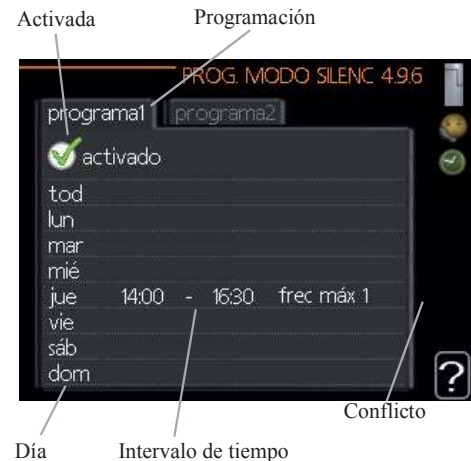 Activada
Programación
PROG. MODO SILENC 4.9.6
programa1 programa2
activado
tod
lun
mar
mié
jue 14:00 - 16:30 frec máx 1
vie
sáb
dom
?
Conflicto
Día
Intervalo de tiempo